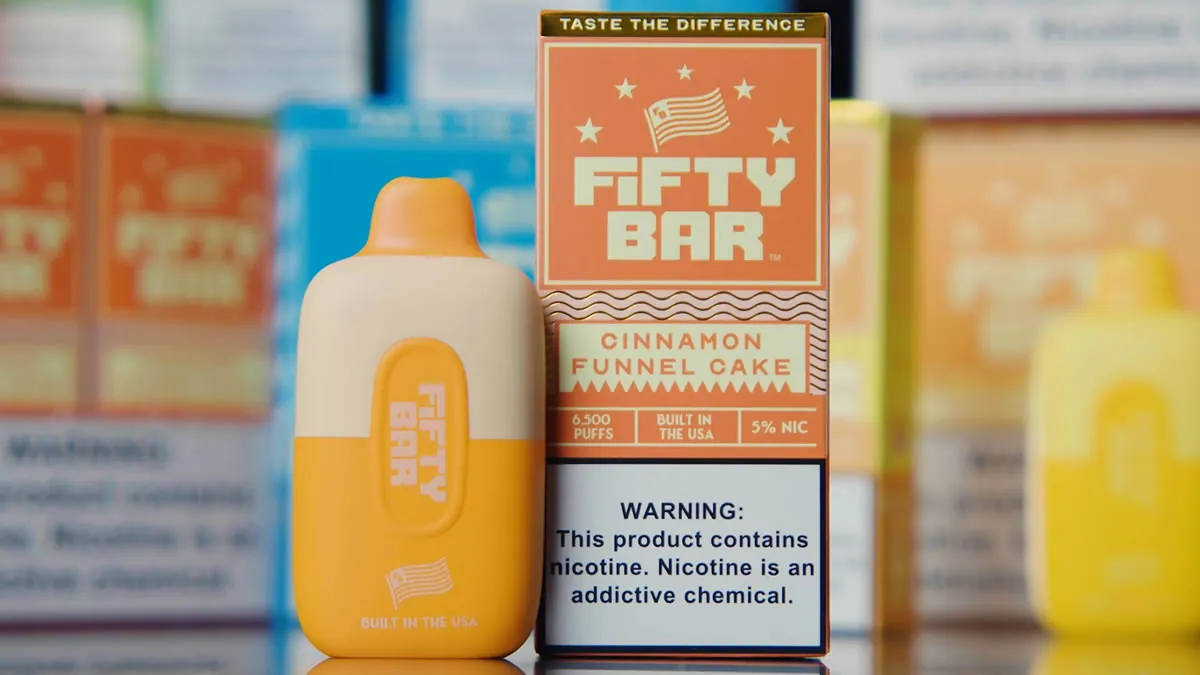 TASTE THE DIFFERENCE
FIFTY
BAR
TM
CINNAMON
FUNNEL CAKE
6,500
PUFFS
BUILT IN
THE USA
5% NIC
WARNING:
This product contains
nicotine. Nicotine is an
addictive chemical.
FIFTY
BAR
BUILT IN THE USA